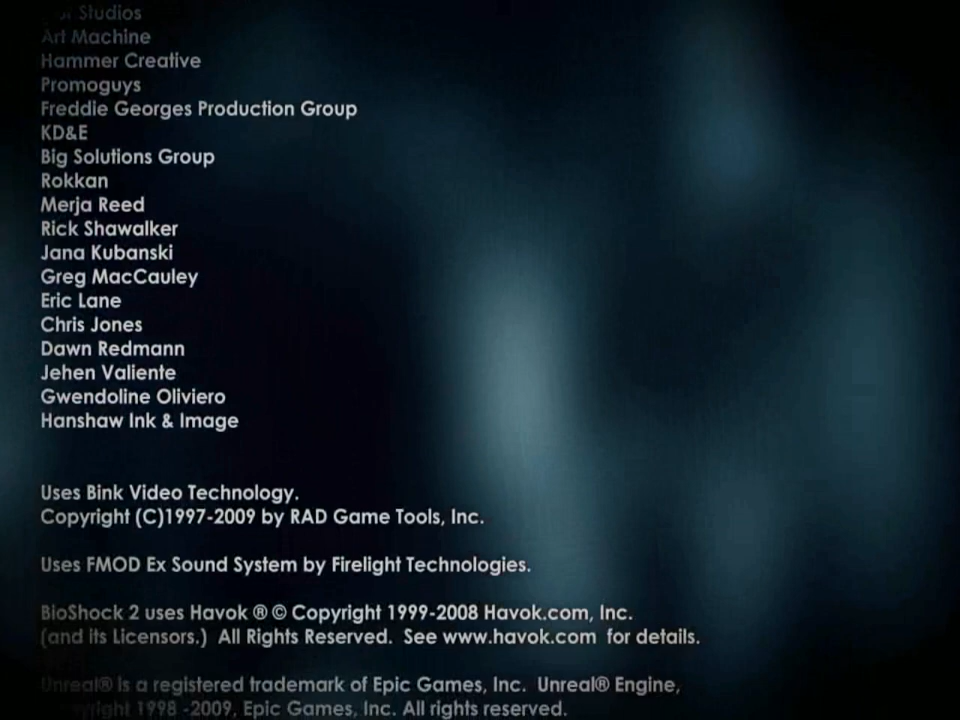 Studios
Art Machine
Hammer Creative
Promoguys
Freddie Georges Production Group
KD&E
Big Solutions Group
Rokkan
Merja Reed
Rick Shawalker
Jana Kubanski
Greg MacCauley
Eric Lane
Chris Jones
Dawn Redmann
Jehen Valiente
Gwendoline Oliviero
Hanshaw Ink & Image
Uses Bink Video Technology.
Copyright (C)1997-2009 by RAD Game Tools, Inc.
Uses FMOD Ex Sound System by Firelight Technologies.
BioShock 2 uses Havok ® © Copyright 1999-2008 Havok.com, Inc.
(and its Licensors.) All Rights Reserved. See www.havok.com for details.
Unreal® is a registered trademark of Epic Games, Inc. Unreal® Engine,
Copyright 1998 -2009, Epic Games, Inc. All rights reserved.